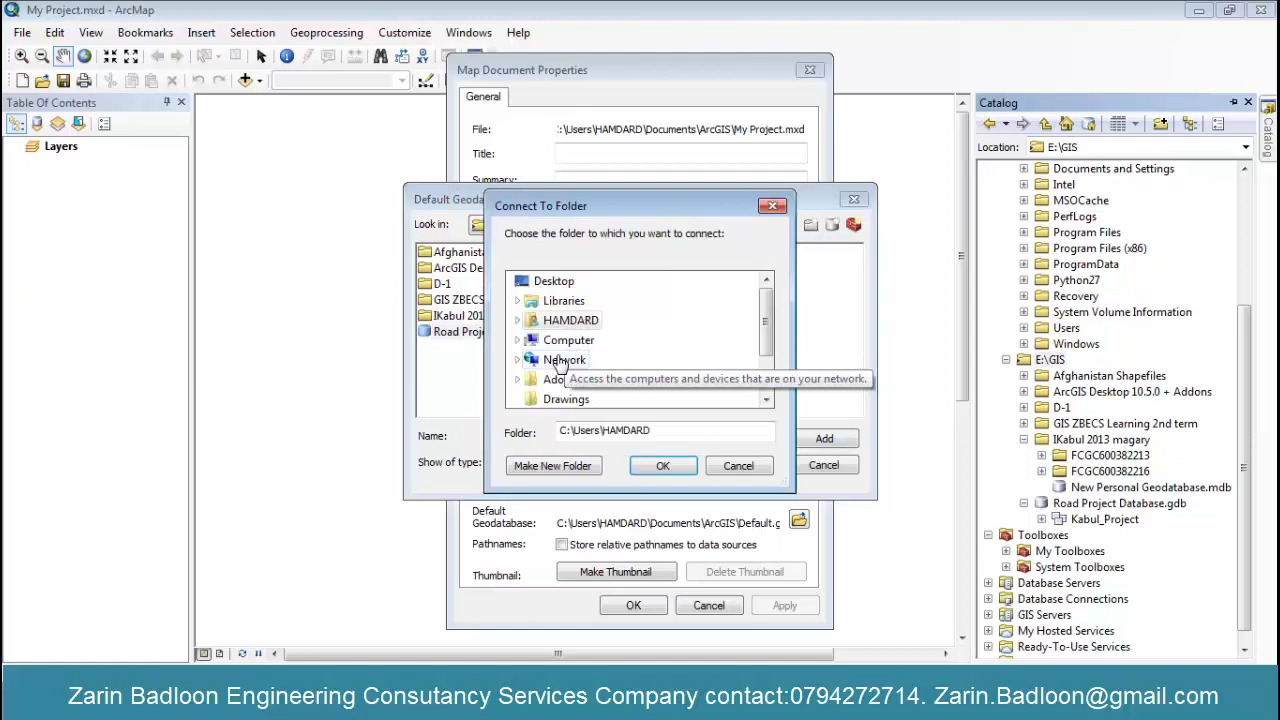 My Project.mxd - ArcMap
File Edit View Bookmarks Insert Selection Geoprocessing Customize Windows Help
Table Of Contents
Layers
Map Document Properties
General
File: :\Users\HAMDARD\Documents\ArcGIS\My Project.mxd
Title:
Summary:
Default Geoda
Look in:
Afghanista
ArcGIS De
D-1
GIS ZBECS
IKabul 201
Road Proje
Name:
Add
Show of type:
Cancel
Connect To Folder
Choose the folder to which you want to connect:
Desktop
Libraries
HAMDARD
Computer
Network
Access the computers and devices that are on your network.
Drawings
Folder: C:\Users\HAMDARD
Make New Folder OK Cancel
Default
Geodatabase: C:\Users\HAMDARD\Documents\ArcGIS\Default.g
Pathnames: Store relative pathnames to data sources
Thumbnail: Make Thumbnail Delete Thumbnail
OK Cancel Apply
Catalog
Location: E:\GIS
Documents and Settings
Intel
MSOCache
PerfLogs
Program Files
Program Files (x86)
ProgramData
Python27
Recovery
System Volume Information
Users
Windows
E:\GIS
Afghanistan Shapefiles
ArcGIS Desktop 10.5.0 + Addons
D-1
GIS ZBECS Learning 2nd term
IKabul 2013 magary
FCGC600382213
FCGC600382216
New Personal Geodatabase.mdb
Road Project Database.gdb
Kabul_Project
Toolboxes
My Toolboxes
System Toolboxes
Database Servers
Database Connections
GIS Servers
My Hosted Services
Ready-To-Use Services
Catalog
Zarin Badloon Engineering Consutancy Services Company contact:0794272714. Zarin.Badloon@gmail.com